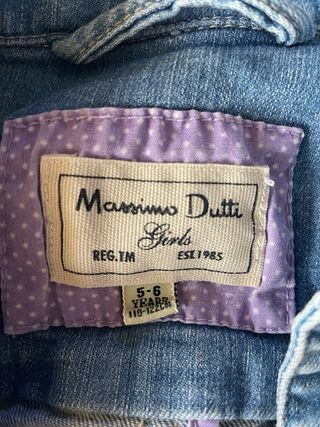 Massimo Dutti
Girls
REG.TM EST.1985
5-6
YEARS
110-122CM